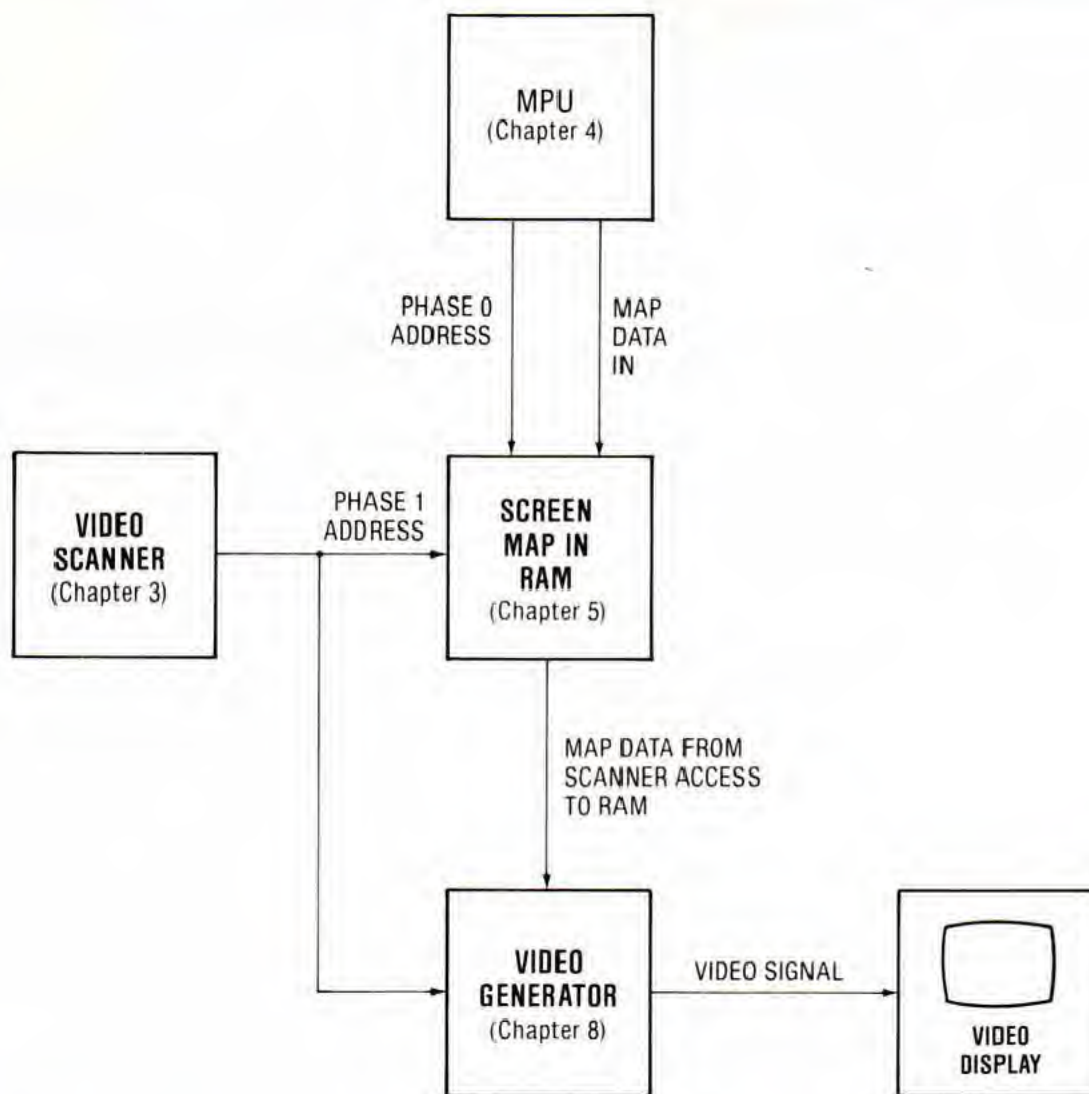 MPU
(Chapter 4)
PHASE 0
ADDRESS
MAP
DATA
IN
VIDEO
SCANNER
(Chapter 3)
PHASE 1
ADDRESS
SCREEN
MAP IN
RAM
(Chapter 5)
MAP DATA FROM
SCANNER ACCESS
TO RAM
VIDEO
GENERATOR
(Chapter 8)
VIDEO SIGNAL
VIDEO
DISPLAY